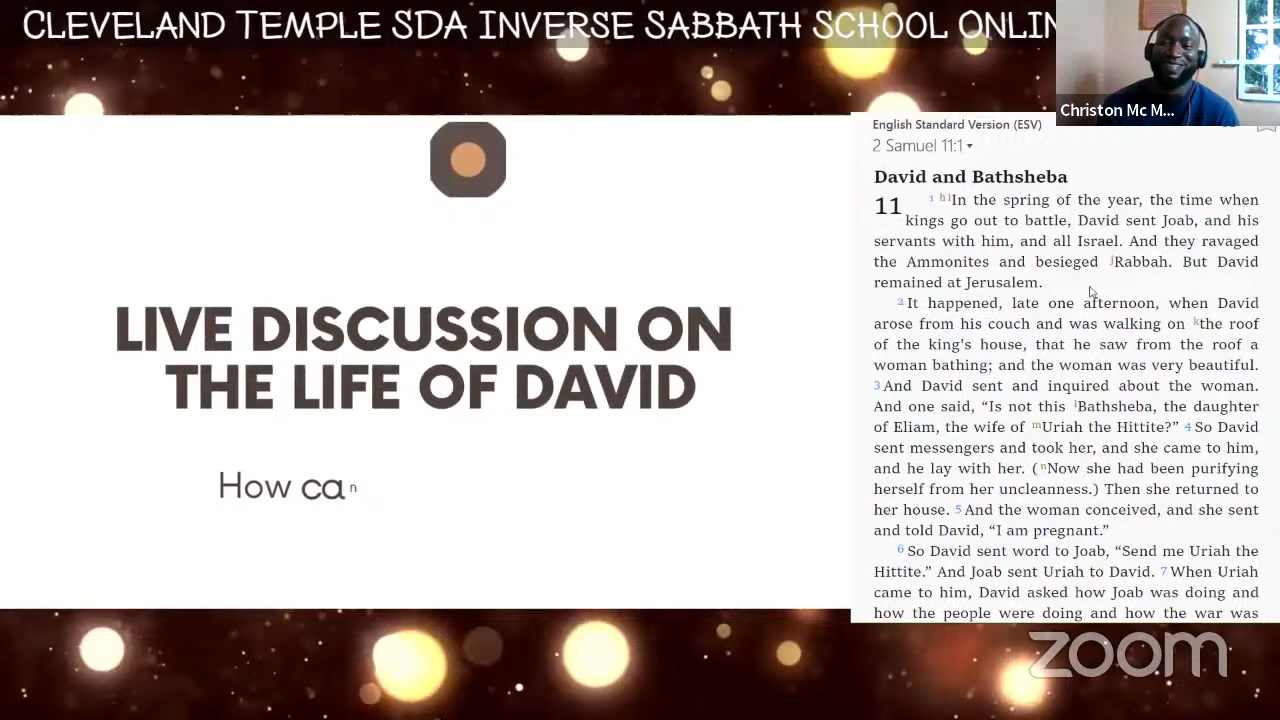 CLEVELAND TEMPLE SDA INVERSE SABBATH SCHOOL ONLIN
Christon Mc M...
English Standard Version (ESV)
2 Samuel 11:1
David and Bathsheba
11 1 h i In the spring of the year, the time when
kings go out to battle, David sent Joab, and his
servants with him, and all Israel. And they ravaged
the Ammonites and besieged j Rabbah. But David
remained at Jerusalem.
2 It happened, late one afternoon, when David
arose from his couch and was walking on k the roof
of the king's house, that he saw from the roof a
woman bathing; and the woman was very beautiful.
3 And David sent and inquired about the woman.
And one said, “Is not this l Bathsheba, the daughter
of Eliam, the wife of m Uriah the Hittite?” 4 So David
sent messengers and took her, and she came to him,
and he lay with her. (n Now she had been purifying
herself from her uncleanness.) Then she returned to
her house. 5 And the woman conceived, and she sent
and told David, “I am pregnant.”
6 So David sent word to Joab, “Send me Uriah the
Hittite.” And Joab sent Uriah to David. 7 When Uriah
came to him, David asked how Joab was doing and
how the people were doing and how the war was
LIVE DISCUSSION ON
THE LIFE OF DAVID
How can
zoom